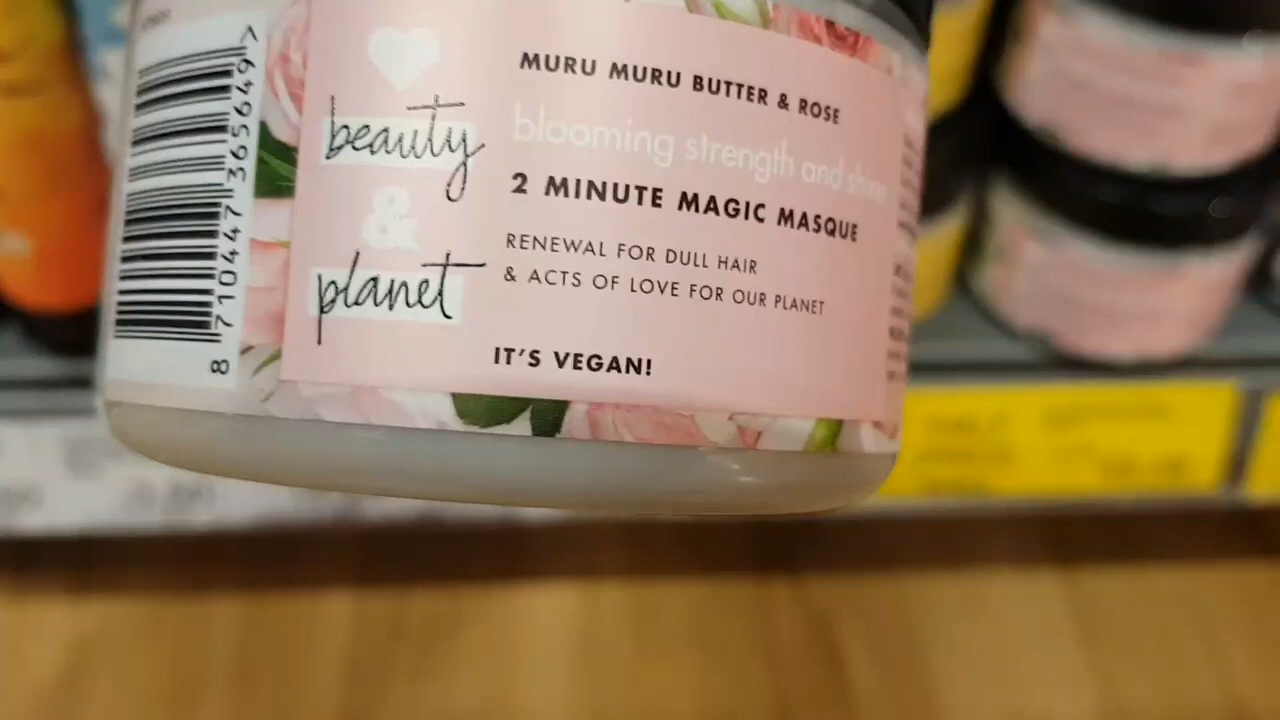 beauty
&
planet
MURU MURU BUTTER & ROSE
blooming strength and shine
2 MINUTE MAGIC MASQUE
RENEWAL FOR DULL HAIR
& ACTS OF LOVE FOR OUR PLANET
IT'S VEGAN!
8 710447 365649 >